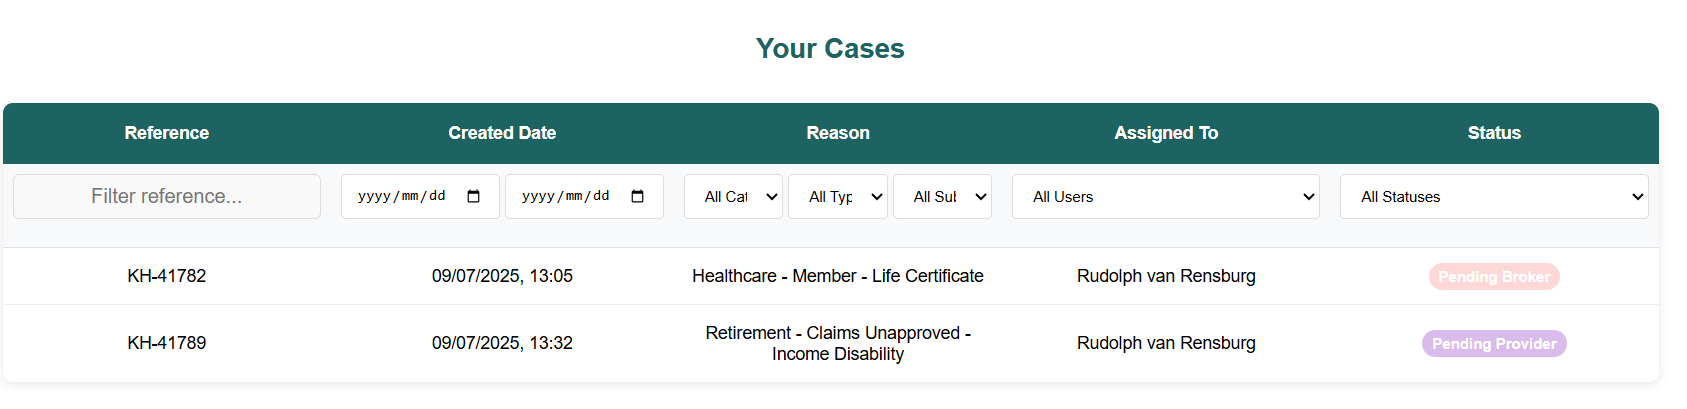 Your Cases
Reference Created Date Reason Assigned To Status
Filter reference... yyyy/mm/dd yyyy/mm/dd All Cat All Typ All Sub All Users All Statuses
KH-41782 09/07/2025, 13:05 Healthcare - Member - Life Certificate Rudolph van Rensburg Pending Broker
KH-41789 09/07/2025, 13:32 Retirement - Claims Unapproved - Income Disability Rudolph van Rensburg Pending Provider